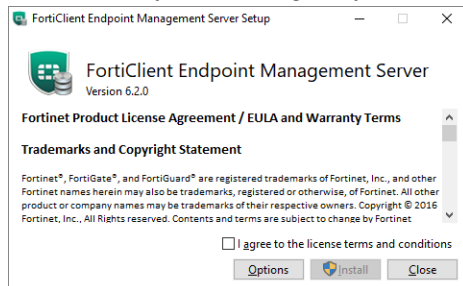 FortiClient Endpoint Management Server Setup
FortiClient Endpoint Management Server
Version 6.2.0
Fortinet Product License Agreement / EULA and Warranty Terms
Trademarks and Copyright Statement
Fortinet®, FortiGate®, and FortiGuard® are registered trademarks of Fortinet, Inc., and other
Fortinet names herein may also be trademarks, registered or otherwise, of Fortinet. All other
product or company names may be trademarks of their respective owners. Copyright © 2016
Fortinet, Inc., All Rights reserved. Contents and terms are subject to change by Fortinet
I agree to the license terms and conditions
Options Install Close